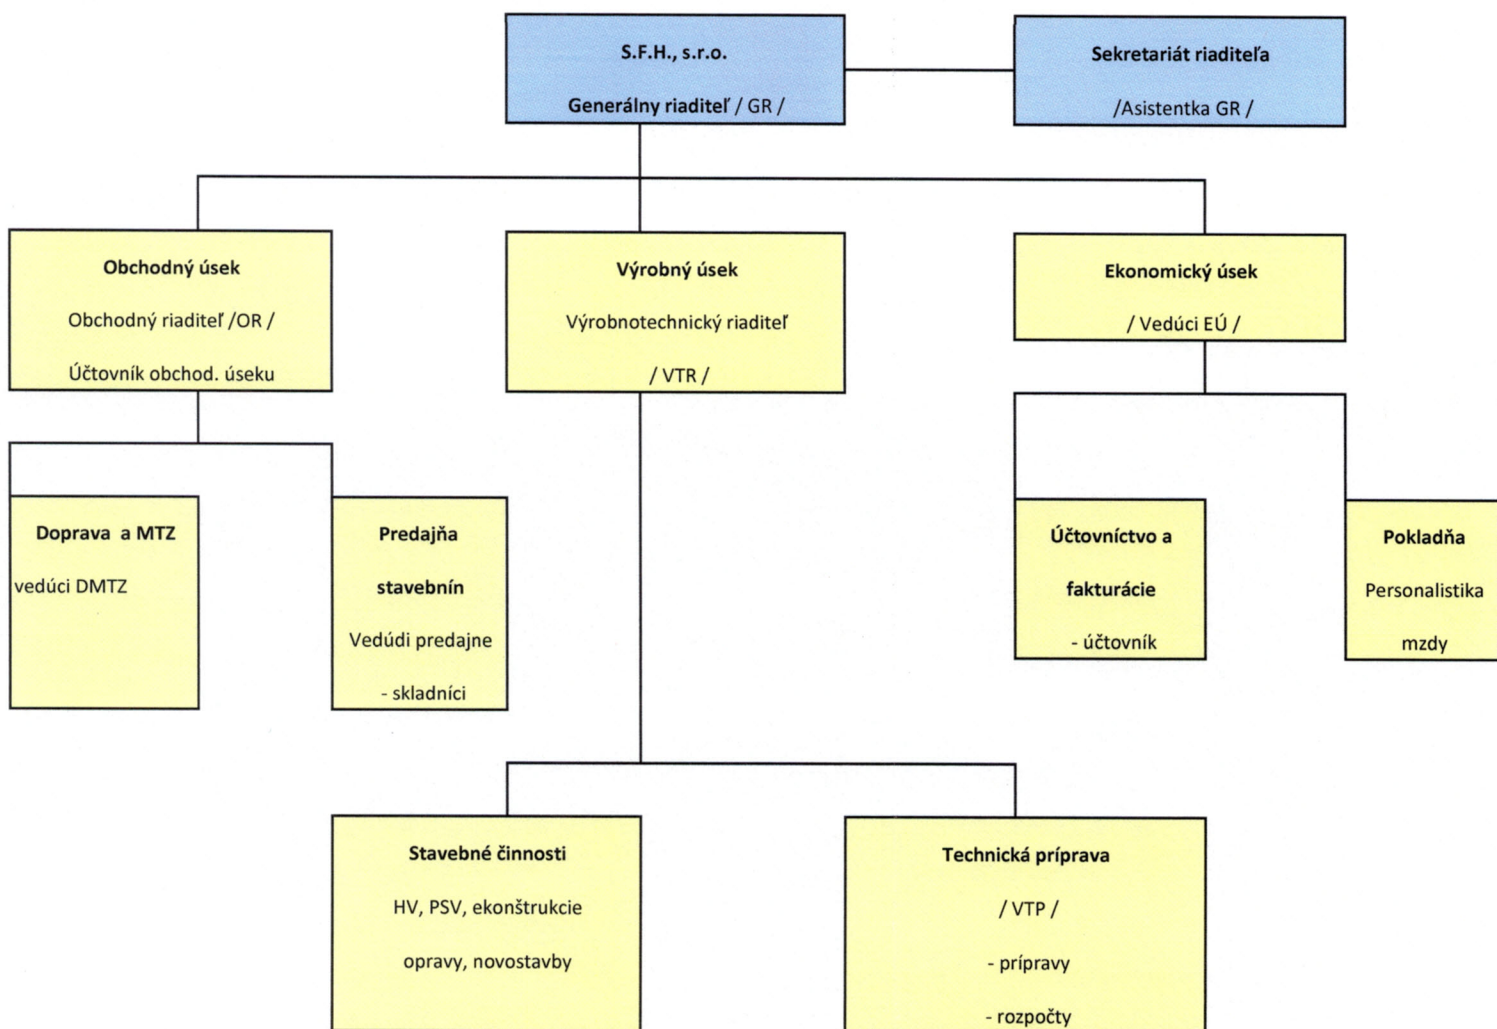 S.F.H., s.r.o.
Generálny riaditeľ / GR /
Sekretariát riaditeľa
/Asistentka GR /
Obchodný úsek
Obchodný riaditeľ /OR /
Účtovník obchod. úseku
Výrobný úsek
Výrobnotechnický riaditeľ
/ VTR /
Ekonomický úsek
/ Vedúci EÚ /
Doprava a MTZ
vedúci DMTZ
Predajňa
stavebnín
Vedúdi predajne
- skladníci
Účtovníctvo a
fakturácie
- účtovník
Pokladňa
Personalistika
mzdy
Stavebné činnosti
HV, PSV, ekonštrukcie
opravy, novostavby
Technická príprava
/ VTP /
- prípravy
- rozpočty